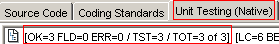 Source Code Coding Standards Unit Testing (Native)
[OK=3 FLD=0 ERR=0 / TST=3 / TOT=3 of 3] [LC=6 BE